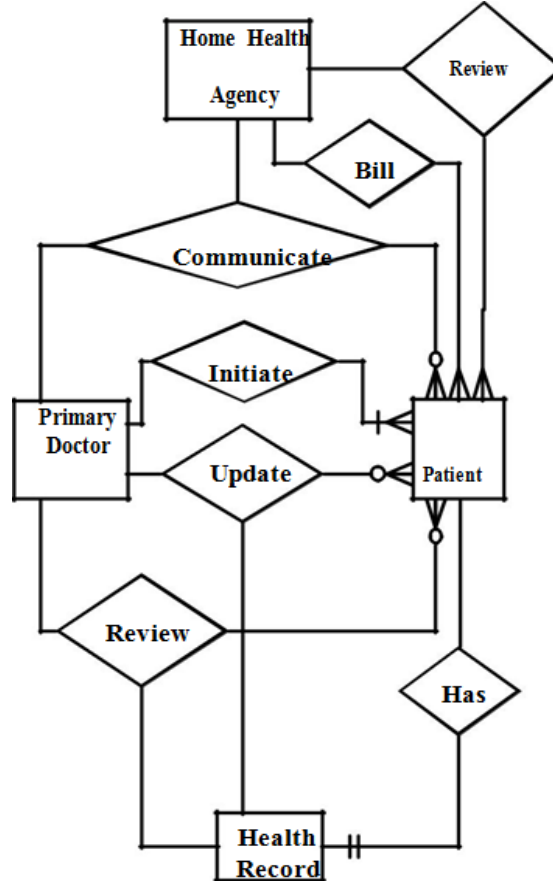 Home Health
Agency
Review
Bill
Communicate
Initiate
Primary
Doctor
Update
Patient
Review
Has
Health
Record